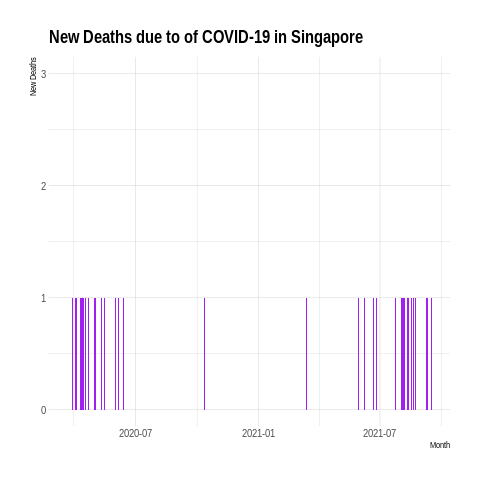 New Deaths due to of COVID-19 in Singapore
New Deaths
3
2
1
0
2020-07
2021-01
2021-07
Month